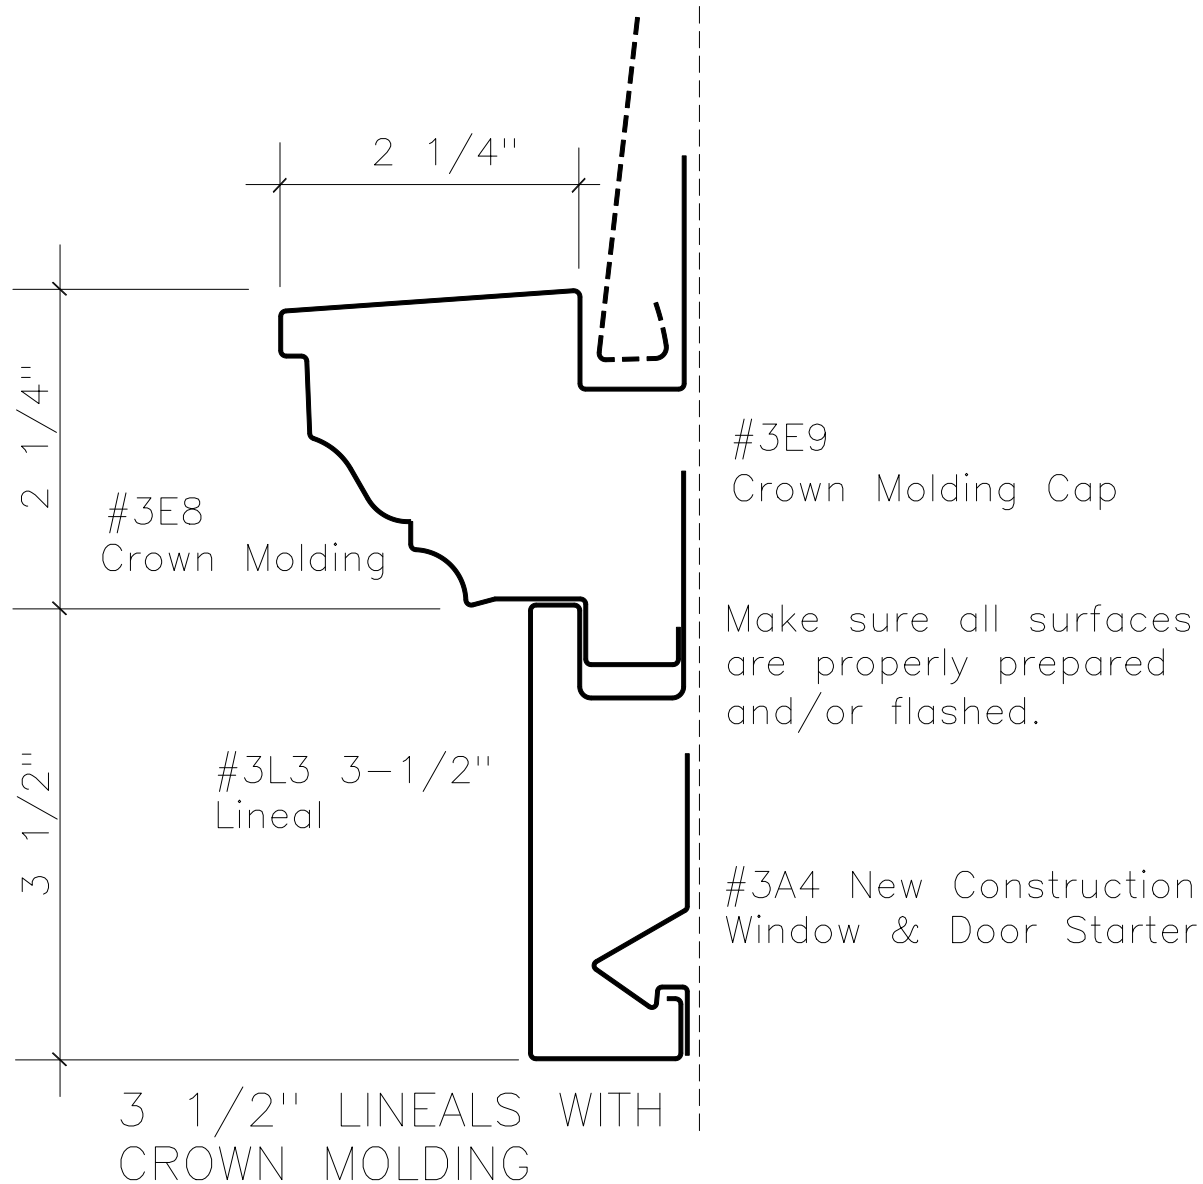 2 1/4"
2 1/4"
#3E9
Crown Molding Cap
#3E8
Crown Molding
Make sure all surfaces
are properly prepared
and/or flashed.
3 1/2"
#3L3 3-1/2"
Lineal
#3A4 New Construction
Window & Door Starter
3 1/2" LINEALS WITH
CROWN MOLDING